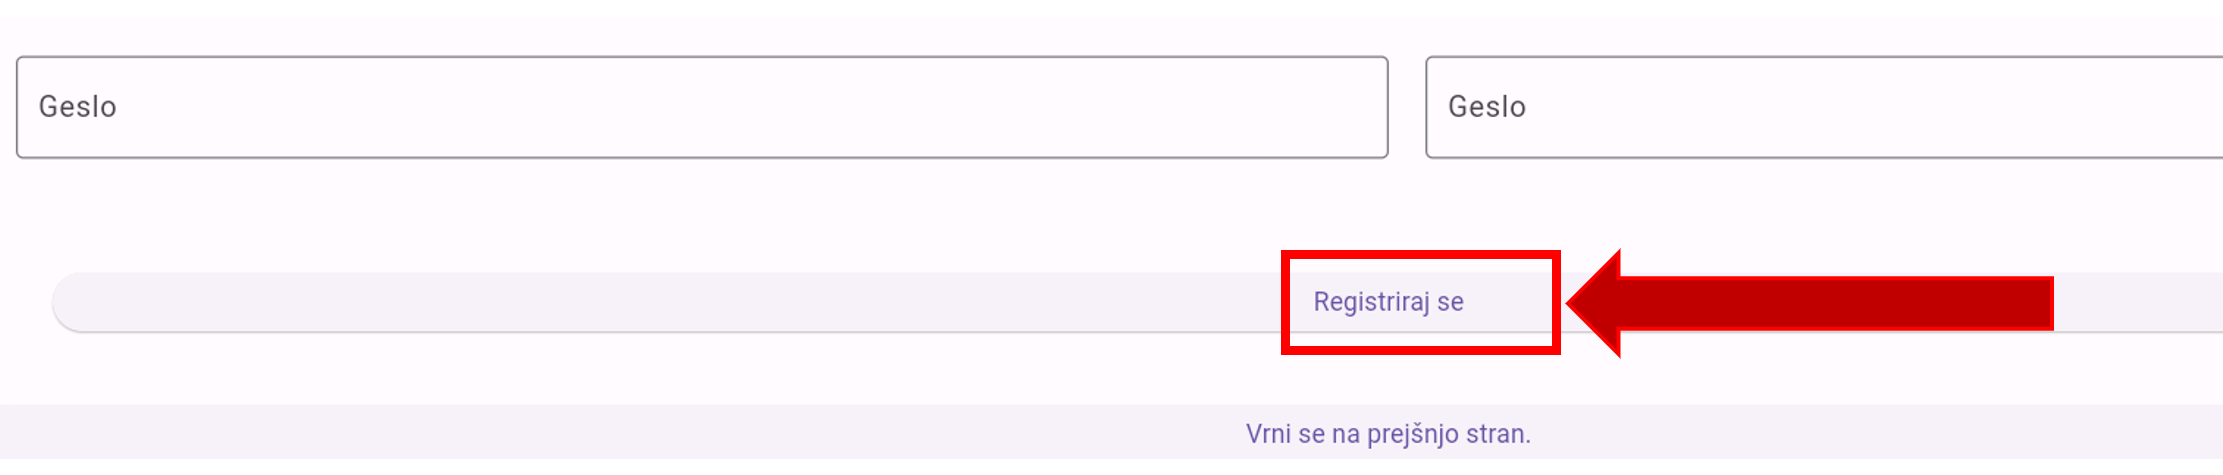 Geslo
Geslo
Registriraj se
Vrni se na prejšnjo stran.